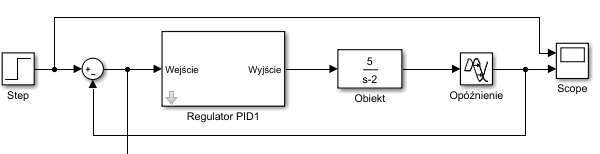 Step
+
-
Wejście
Wyjście
Regulator PID1
5
s-2
Obiekt
Opóźnienie
Scope